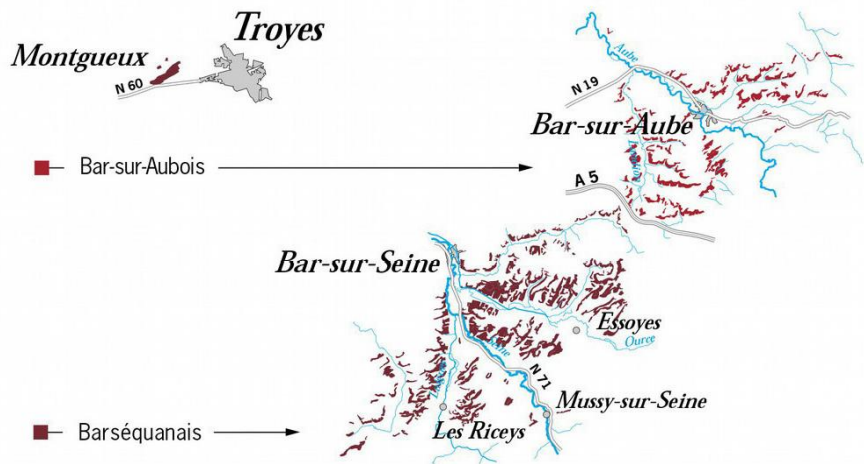 Troyes
Montgueux
N 60
Aube
N 19
Bar-sur-Aube
Bar-sur-Aubois
A 5
Bar-sur-Seine
Essoyes
Ource
N 71
Mussy-sur-Seine
Les Riceys
Barséquanais